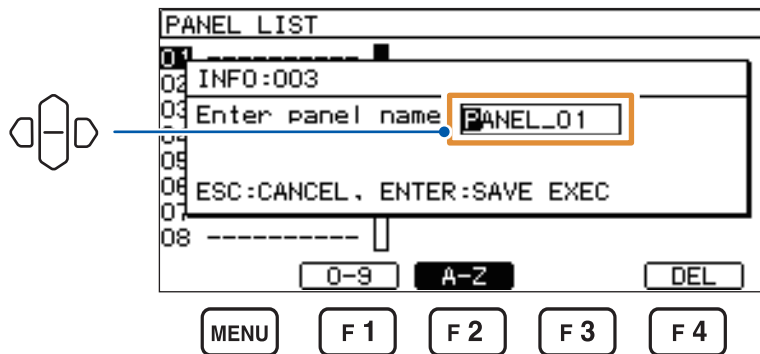 PANEL LIST
01 ----------
02 INFO:003
03 Enter panel name PANEL_01
04
05
06 ESC:CANCEL, ENTER:SAVE EXEC
07
08 ----------
0-9 A-Z DEL
MENU F 1 F 2 F 3 F 4